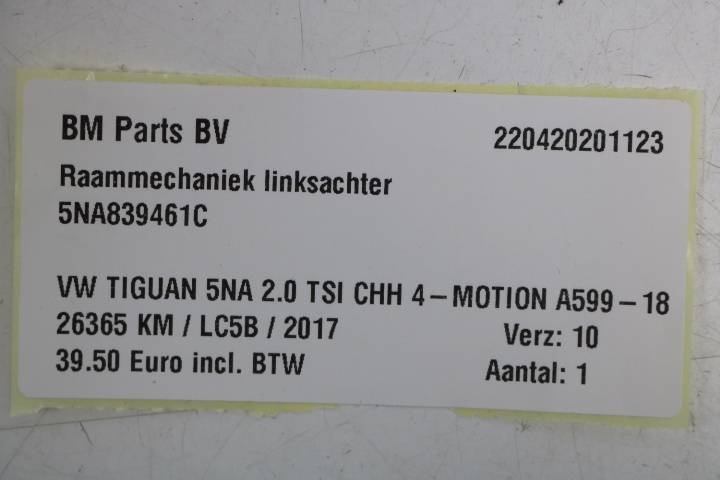 BM Parts BV 220420201123
Raammechaniek linksachter
5NA839461C
VW TIGUAN 5NA 2.0 TSI CHH 4-MOTION A599-18
26365 KM / LC5B / 2017 Verz: 10
39.50 Euro incl. BTW Aantal: 1